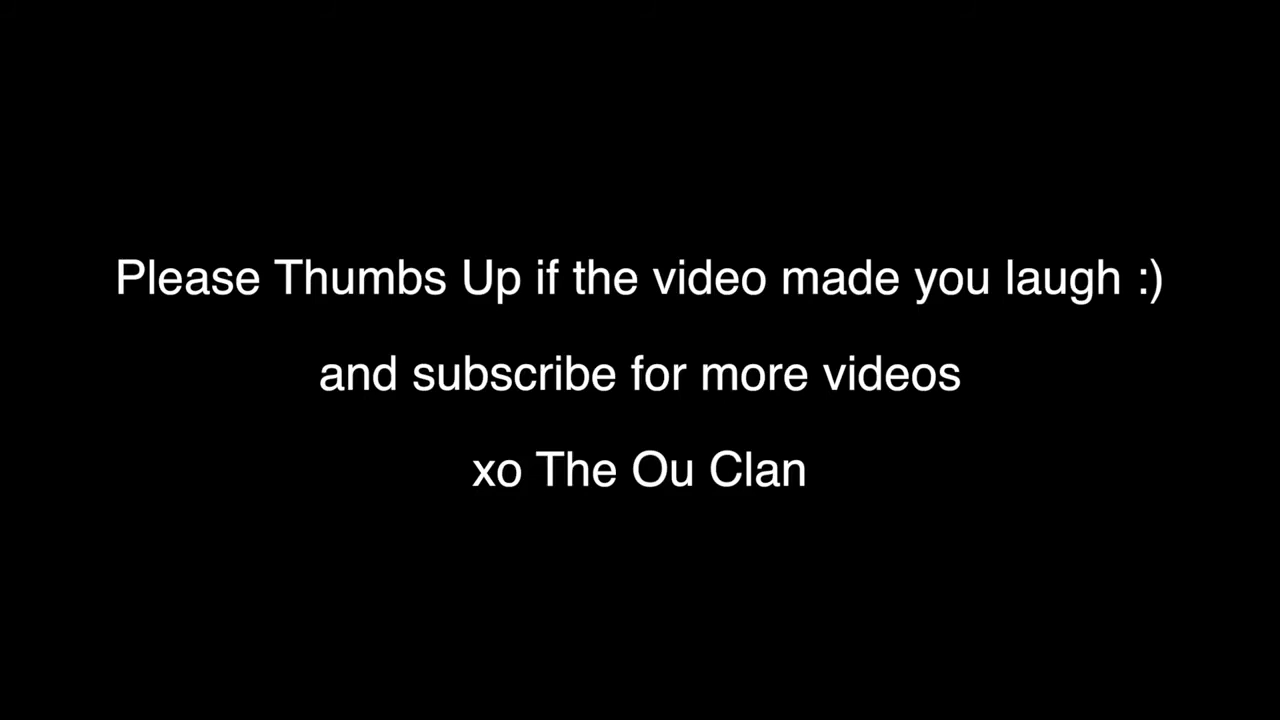 Please Thumbs Up if the video made you laugh :)
and subscribe for more videos
xo The Ou Clan